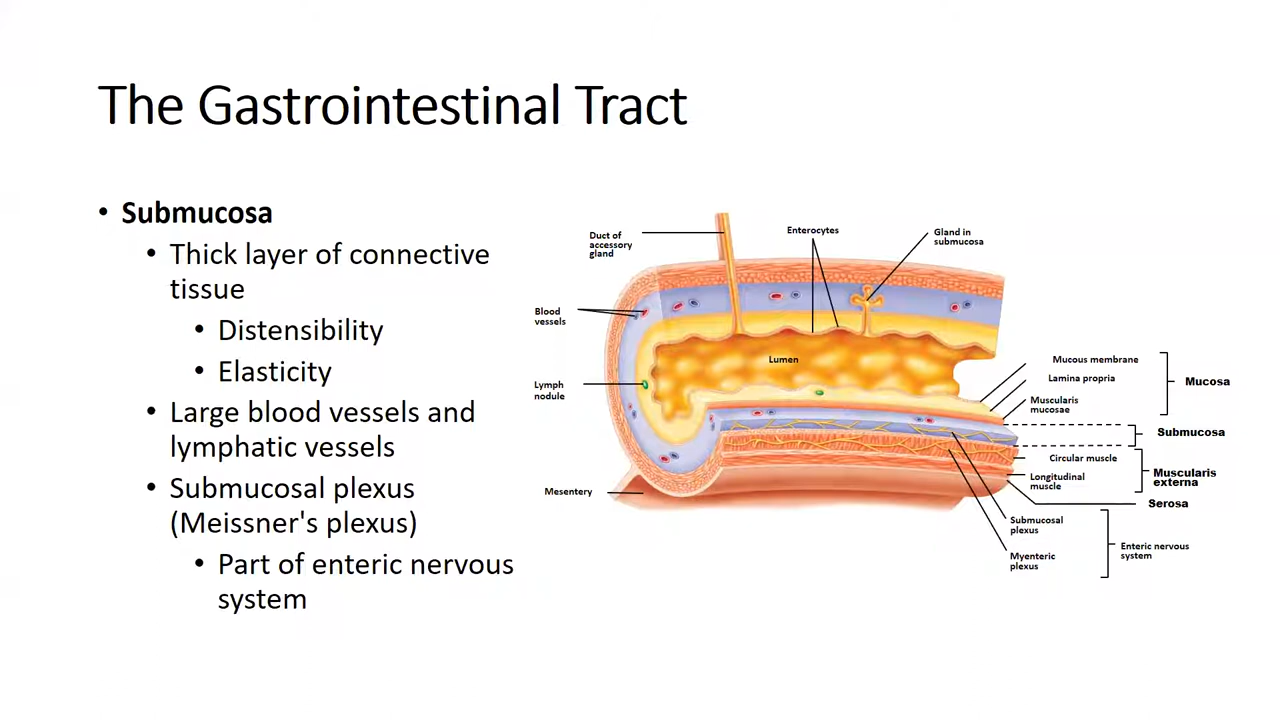 The Gastrointestinal Tract
• Submucosa
• Thick layer of connective
tissue
• Distensibility
• Elasticity
• Large blood vessels and
lymphatic vessels
• Submucosal plexus
(Meissner's plexus)
• Part of enteric nervous
system
Duct of
accessory
gland
Enterocytes
Gland in
submucosa
Blood
vessels
Lumen
Lymph
nodule
Mesentery
Mucous membrane
Lamina propria
Muscularis
mucosae
Mucosa
Submucosa
Circular muscle
Longitudinal
muscle
Muscularis
externa
Serosa
Submucosal
plexus
Myenteric
plexus
Enteric nervous
system